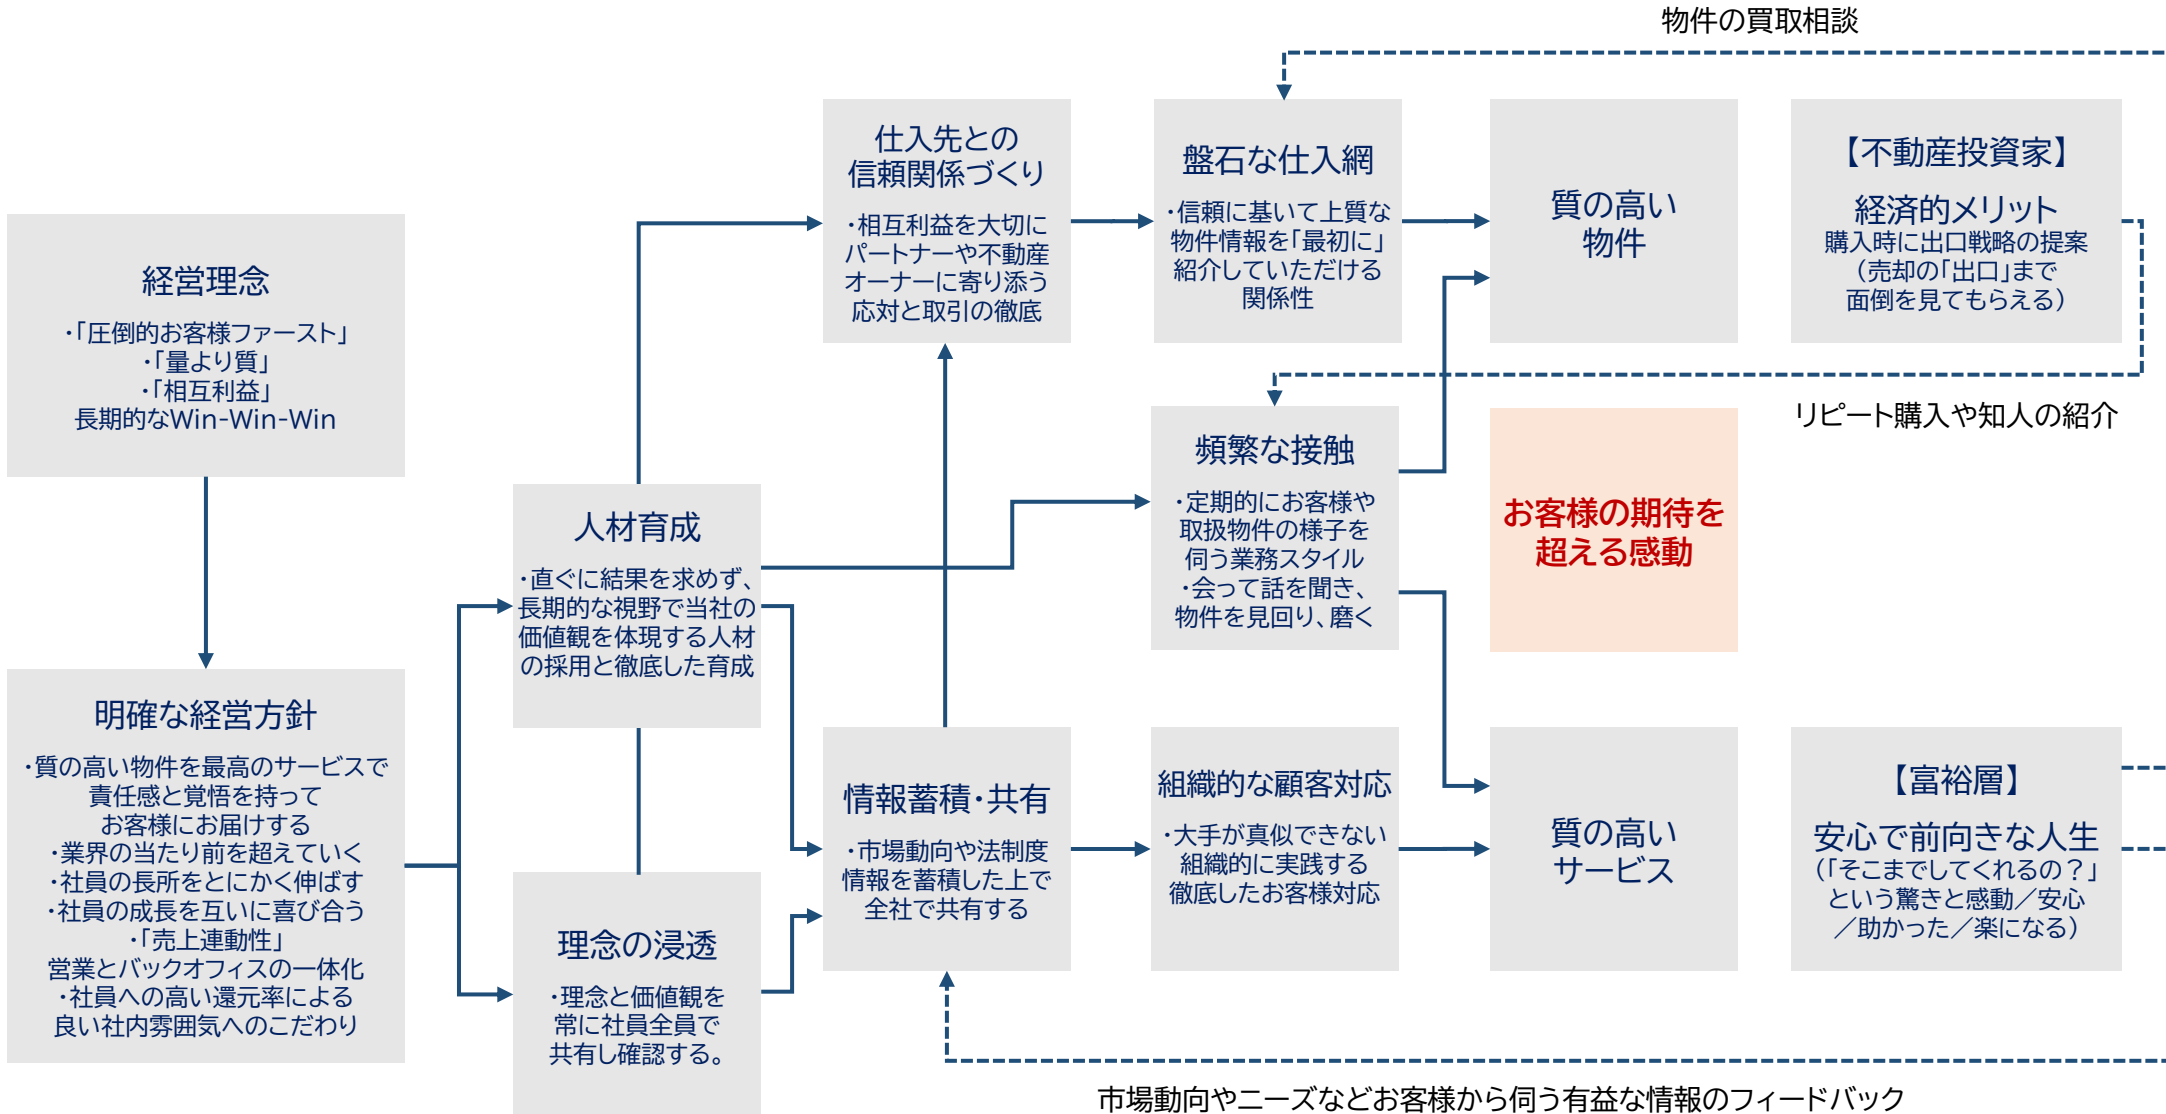 物件の買取相談
経営理念
・「圧倒的お客様ファースト」
・「量より質」
・「相互利益」
長期的なWin-Win-Win
明確な経営方針
・質の高い物件を最高のサービスで
責任感と覚悟を持って
お客様にお届けする
・業界の当たり前を超えていく
・社員の長所をとにかく伸ばす
・社員の成長を互いに喜び合う
・「売上連動性」
営業とバックオフィスの一体化
・社員への高い還元率による
良い社内雰囲気へのこだわり
人材育成
・直ぐに結果を求めず、
長期的な視野で当社の
価値観を体現する人材
の採用と徹底した育成
理念の浸透
・理念と価値観を
常に社員全員で
共有し確認する。
仕入先との
信頼関係づくり
・相互利益を大切に
パートナーや不動産
オーナーに寄り添う
応対と取引の徹底
情報蓄積・共有
・市場動向や法制度
情報を蓄積した上で
全社で共有する
盤石な仕入網
・信頼に基いて上質な
物件情報を「最初に」
紹介していただける
関係性
頻繁な接触
・定期的にお客様や
取扱物件の様子を
伺う業務スタイル
・会って話を聞き、
物件を見回り、磨く
組織的な顧客対応
・大手が真似できない
組織的に実践する
徹底したお客様対応
質の高い
物件
お客様の期待を
超える感動
質の高い
サービス
【不動産投資家】
経済的メリット
購入時に出口戦略の提案
（売却の「出口」まで
面倒を見てもらえる）
リピート購入や知人の紹介
【富裕層】
安心で前向きな人生
（「そこまでしてくれるの？」
という驚きと感動／安心
／助かった／楽になる）
市場動向やニーズなどお客様から伺う有益な情報のフィードバック